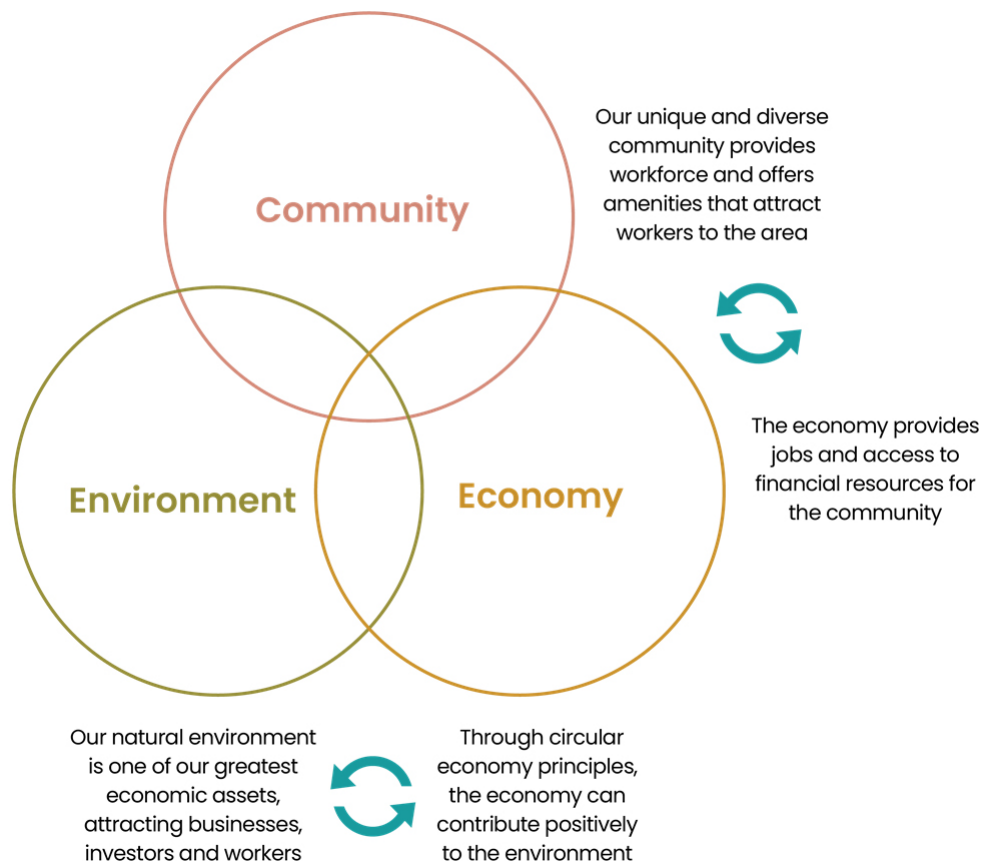 Community
Our unique and diverse
community provides
workforce and offers
amenities that attract
workers to the area
Environment
Economy
The economy provides
jobs and access to
financial resources for
the community
Our natural environment
is one of our greatest
economic assets,
attracting businesses,
investors and workers
Through circular
economy principles,
the economy can
contribute positively
to the environment